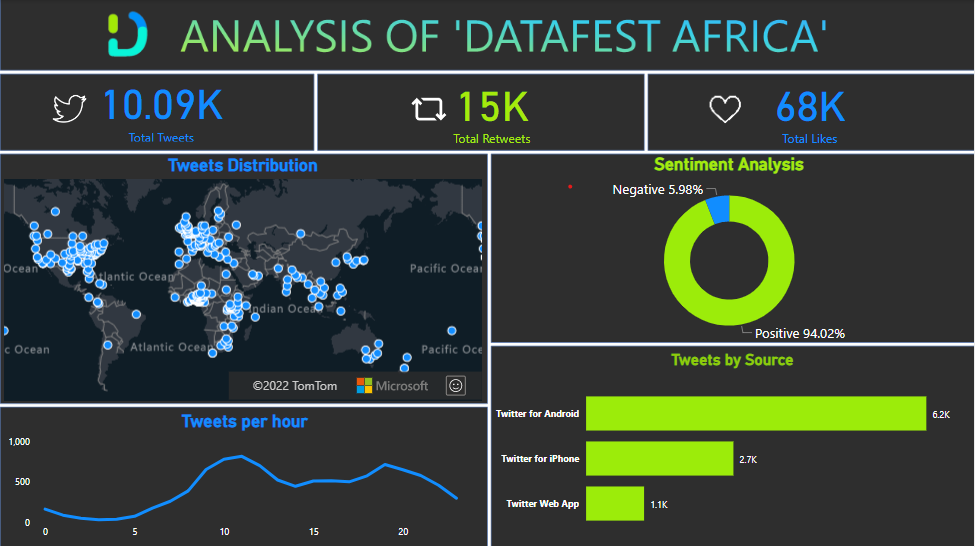 ANALYSIS OF 'DATAFEST AFRICA'
10.09K
Total Tweets
15K
Total Retweets
68K
Total Likes
Tweets Distribution
Ocean
Atlantic Ocean
Pacific Ocean
Indian Ocean
Ocean
Atlantic Ocean
Pacific Oc
©2022 TomTom
Microsoft
Sentiment Analysis
Negative 5.98%
Positive 94.02%
Tweets per hour
1,000
500
0
0
5
10
15
20
Tweets by Source
Twitter for Android
6.2K
Twitter for iPhone
2.7K
Twitter Web App
1.1K